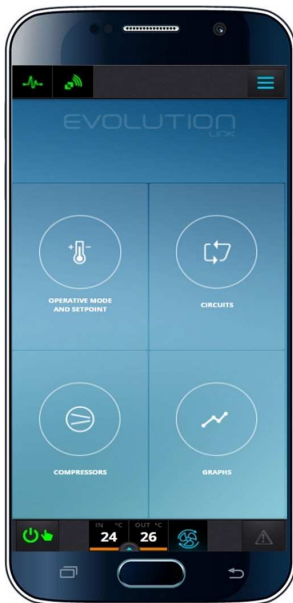 EVOLUTION
LINK
OPERATIVE MODE
AND SETPOINT
CIRCUITS
COMPRESSORS
GRAPHS
IN °C OUT °C
24 26